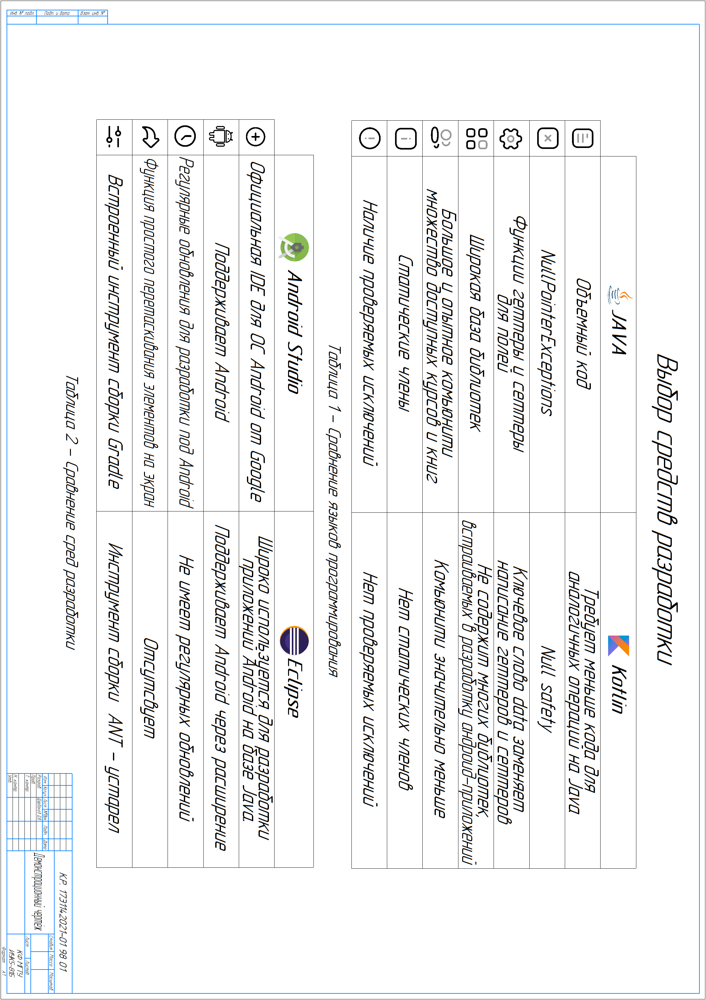 Выбор средств разработки
JAVA
Kotlin
Объемный код
Требует меньше кода для
аналогичных операций на Java
NullPointerExceptions
Null safety
Функции геттеры и сеттеры
для полей
Ключевое слово data заменяет
написание геттеров и сеттеров
Широкая база библиотек
Не содержит многих библиотек,
встраиваемых в разработку андроид-приложений
Большое и опытное комьюнити
множество доступных курсов и книг
Комьюнити значительно меньше
Статические члены
Нет статических членов
Наличие проверяемых исключений
Нет проверяемых исключений
Таблица 1 - Сравнение языков программирования
Android Studio
Eclipse
Официальная IDE для ОС Android от Google
Широко используется, для разработки
приложений Android на базе Java.
Поддерживает Android
Поддерживает Android через расширение
Регулярные обновления для разработки под Android
Не имеет регулярных обновлений
Функция простого перетаскивания элементов на экран
Отсутсвует
Встроенный инструмент сборки Gradle
Инструмент сборки ANT - устарел
Таблица 2 - Сравнение сред разработки
Взам. инв. №
Подп. и дата
Инв. № подл.
К.Р. 1731142021-01 98 01
Изм. Кол.уч. Лист №док. Подп. Дата
Разраб. Щербаков Д.В.
Пров.
Т. контр.
Н. контр.
Утв.
Демонстрационный чертёж
Стадия Масса Масштаб
Лист Листов
КФ МГТУ
ИУК5-81Б
Формат А1